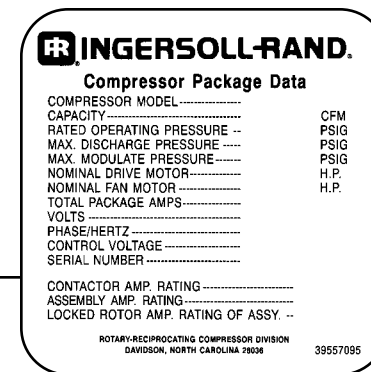 IR INGERSOLL-RAND®
Compressor Package Data
COMPRESSOR MODEL-----------------
CAPACITY------------------------------------ CFM
RATED OPERATING PRESSURE -- PSIG
MAX. DISCHARGE PRESSURE ----- PSIG
MAX. MODULATE PRESSURE------ PSIG
NOMINAL DRIVE MOTOR-------------- H.P.
NOMINAL FAN MOTOR ---------------- H.P.
TOTAL PACKAGE AMPS----------------
VOLTS -----------------------------------------
PHASE/HERTZ -----------------------------
CONTROL VOLTAGE --------------------
SERIAL NUMBER -------------------------
CONTACTOR AMP. RATING ------------------------
ASSEMBLY AMP. RATING-----------------------------
LOCKED ROTOR AMP. RATING OF ASSY. --
ROTARY-RECIPROCATING COMPRESSOR DIVISION
DAVIDSON, NORTH CAROLINA 28036 39557095